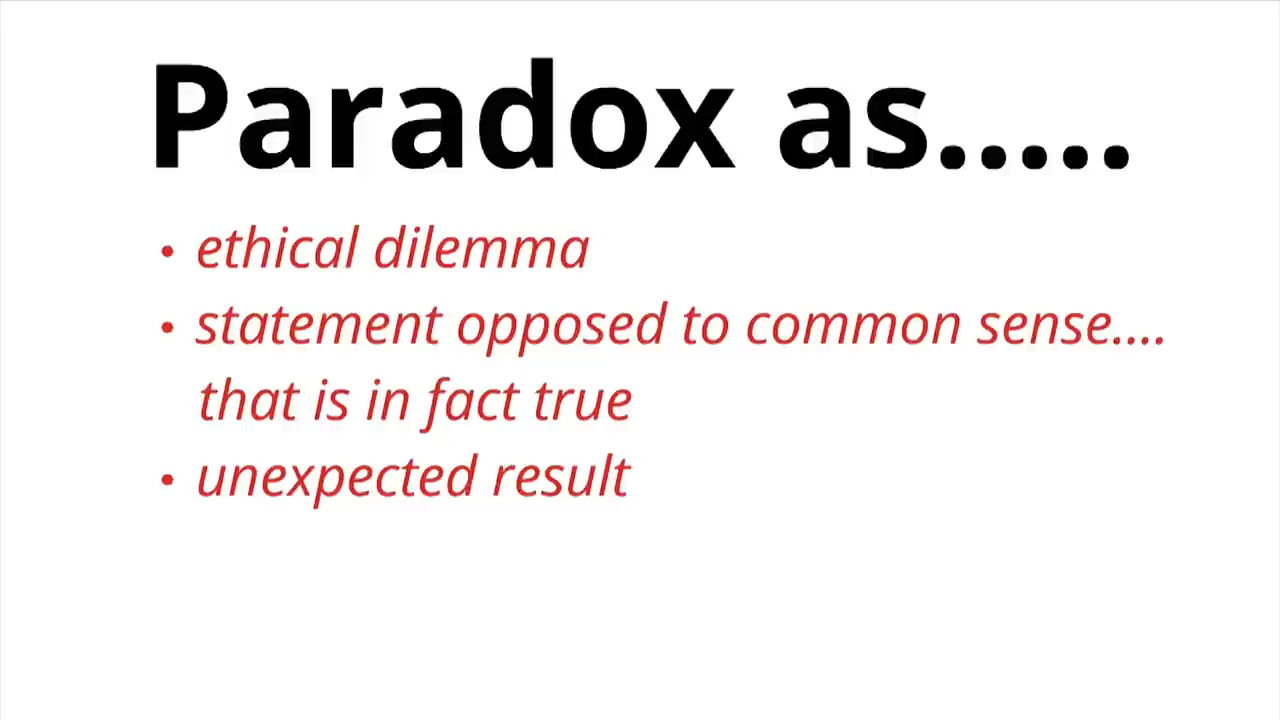 Paradox as.....
• ethical dilemma
• statement opposed to common sense....
that is in fact true
• unexpected result